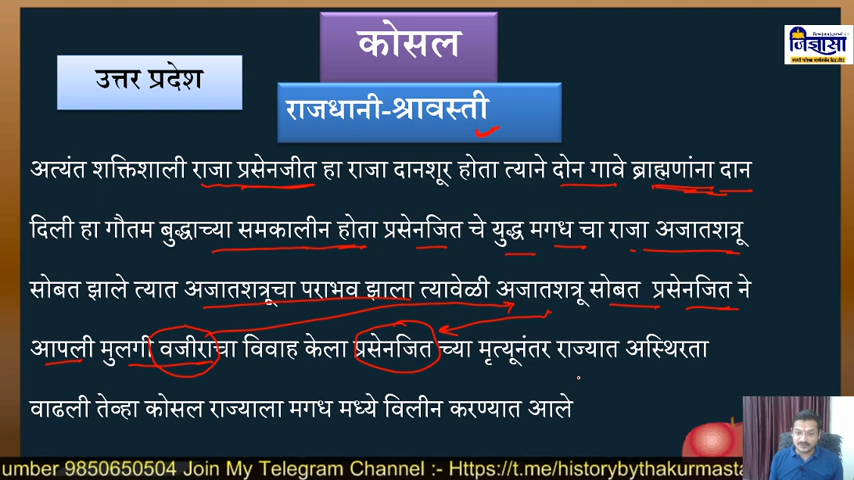 कोसल
जिज्ञासा
उत्तर प्रदेश
राजधानी-श्रावस्ती
अत्यंत शक्तिशाली राजा प्रसेनजीत हा राजा दानशूर होता त्याने दोन गावे ब्राह्मणांना दान
दिली हा गौतम बुद्धाच्या समकालीन होता प्रसेनजित चे युद्ध मगध चा राजा अजातशत्रू
सोबत झाले त्यात अजातशत्रूचा पराभव झाला त्यावेळी अजातशत्रू सोबत प्रसेनजित ने
आपली मुलगी वजीराचा विवाह केला प्रसेनजित च्या मृत्यूनंतर राज्यात अस्थिरता
वाढली तेव्हा कोसल राज्याला मगध मध्ये विलीन करण्यात आले
umber 9850650504 Join My Telegram Channel :- Https://t.me/historybythakurmasta